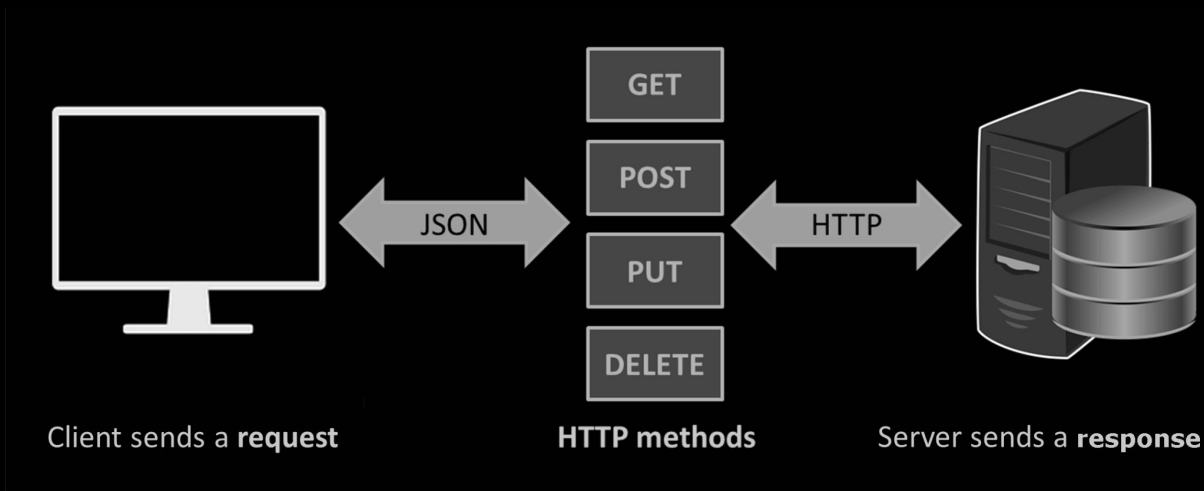 GET
POST
JSON
HTTP
PUT
DELETE
Client sends a request
HTTP methods
Server sends a response